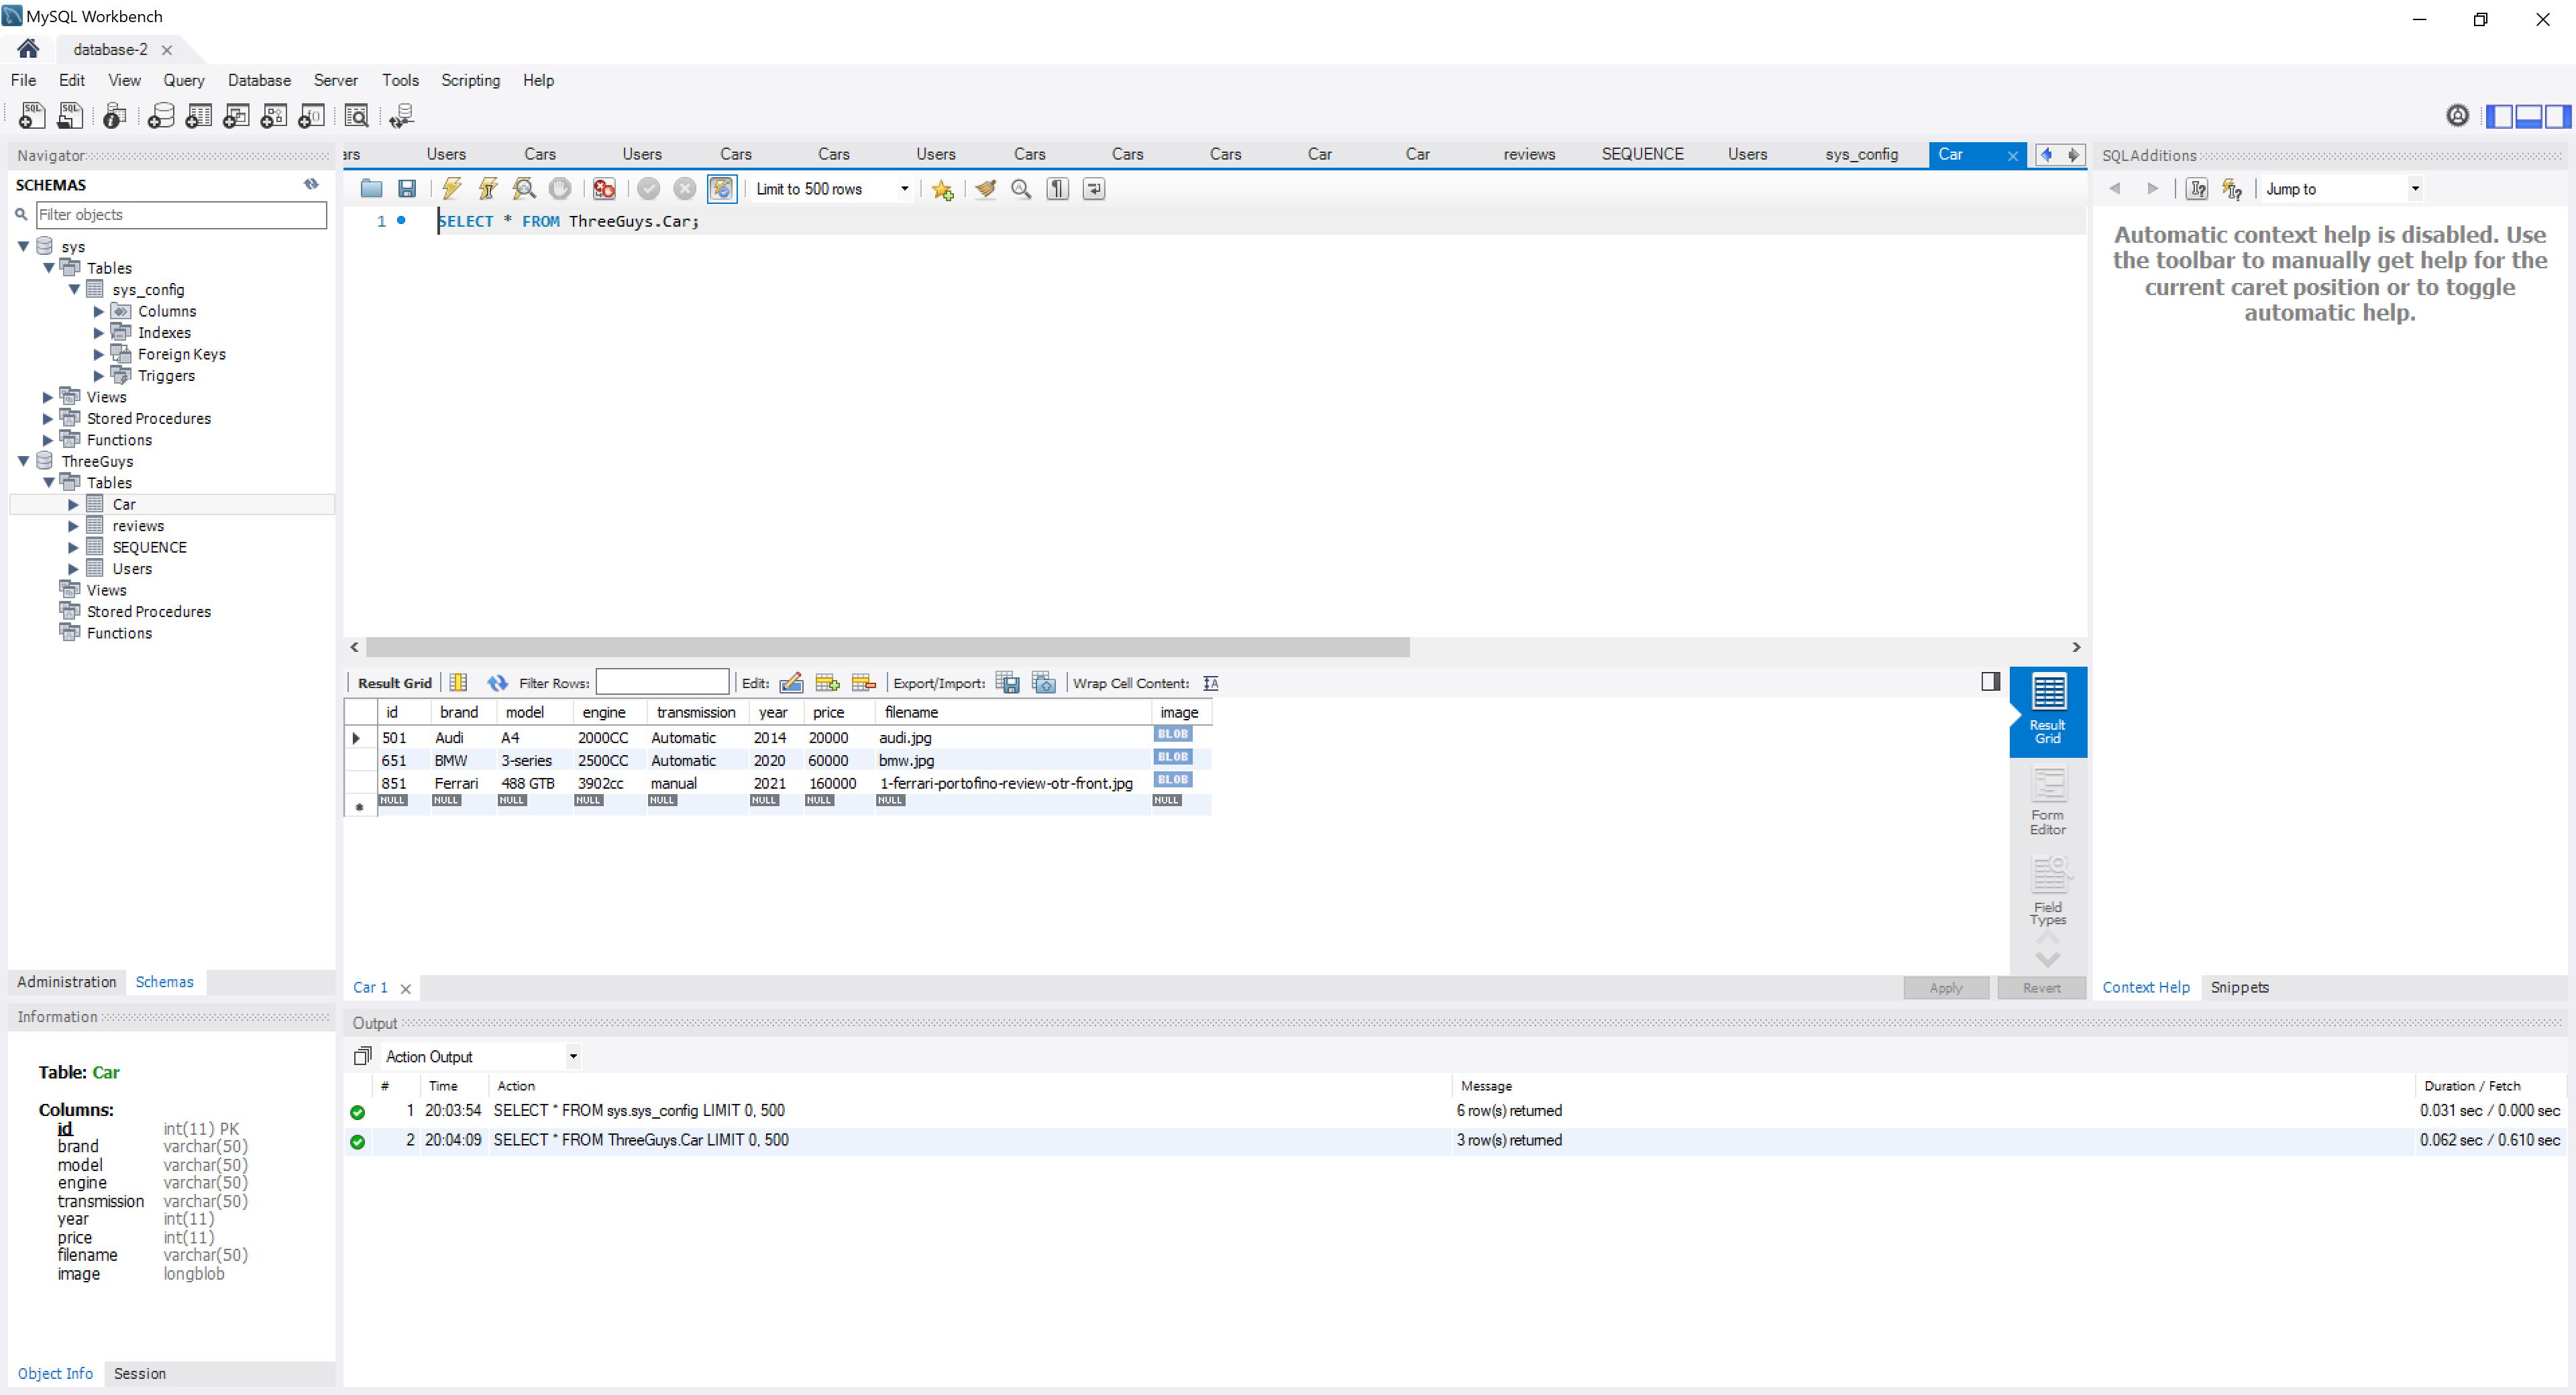 MySQL Workbench
database-2
File Edit View Query Database Server Tools Scripting Help
Navigator
SCHEMAS
Filter objects
sys
Tables
sys_config
Columns
Indexes
Foreign Keys
Triggers
Views
Stored Procedures
Functions
ThreeGuys
Tables
Car
reviews
SEQUENCE
Users
Views
Stored Procedures
Functions
Administration Schemas
Information
Table: Car
Columns:
id int(11) PK
brand varchar(50)
model varchar(50)
engine varchar(50)
transmission varchar(50)
year int(11)
price int(11)
filename varchar(50)
image longblob
Object Info Session
ars Users Cars Users Cars Cars Users Cars Cars Cars Car Car reviews SEQUENCE Users sys_config Car
Limit to 500 rows
1 SELECT * FROM ThreeGuys.Car;
Result Grid Filter Rows: Edit: Export/Import: Wrap Cell Content:
id brand model engine transmission year price filename image
501 Audi A4 2000CC Automatic 2014 20000 audi.jpg BLOB
651 BMW 3-series 2500CC Automatic 2020 60000 bmw.jpg BLOB
851 Ferrari 488 GTB 3902cc manual 2021 160000 1-ferrari-portofino-review-otr-front.jpg BLOB
NULL NULL NULL NULL NULL NULL NULL NULL NULL
Result
Grid
Form
Editor
Field
Types
Car 1
Apply Revert
SQLAdditions
Jump to
Automatic context help is disabled. Use
the toolbar to manually get help for the
current caret position or to toggle
automatic help.
Context Help Snippets
Output
Action Output
# Time Action Message Duration / Fetch
1 20:03:54 SELECT * FROM sys.sys_config LIMIT 0, 500 6 row(s) returned 0.031 sec / 0.000 sec
2 20:04:09 SELECT * FROM ThreeGuys.Car LIMIT 0, 500 3 row(s) returned 0.062 sec / 0.610 sec